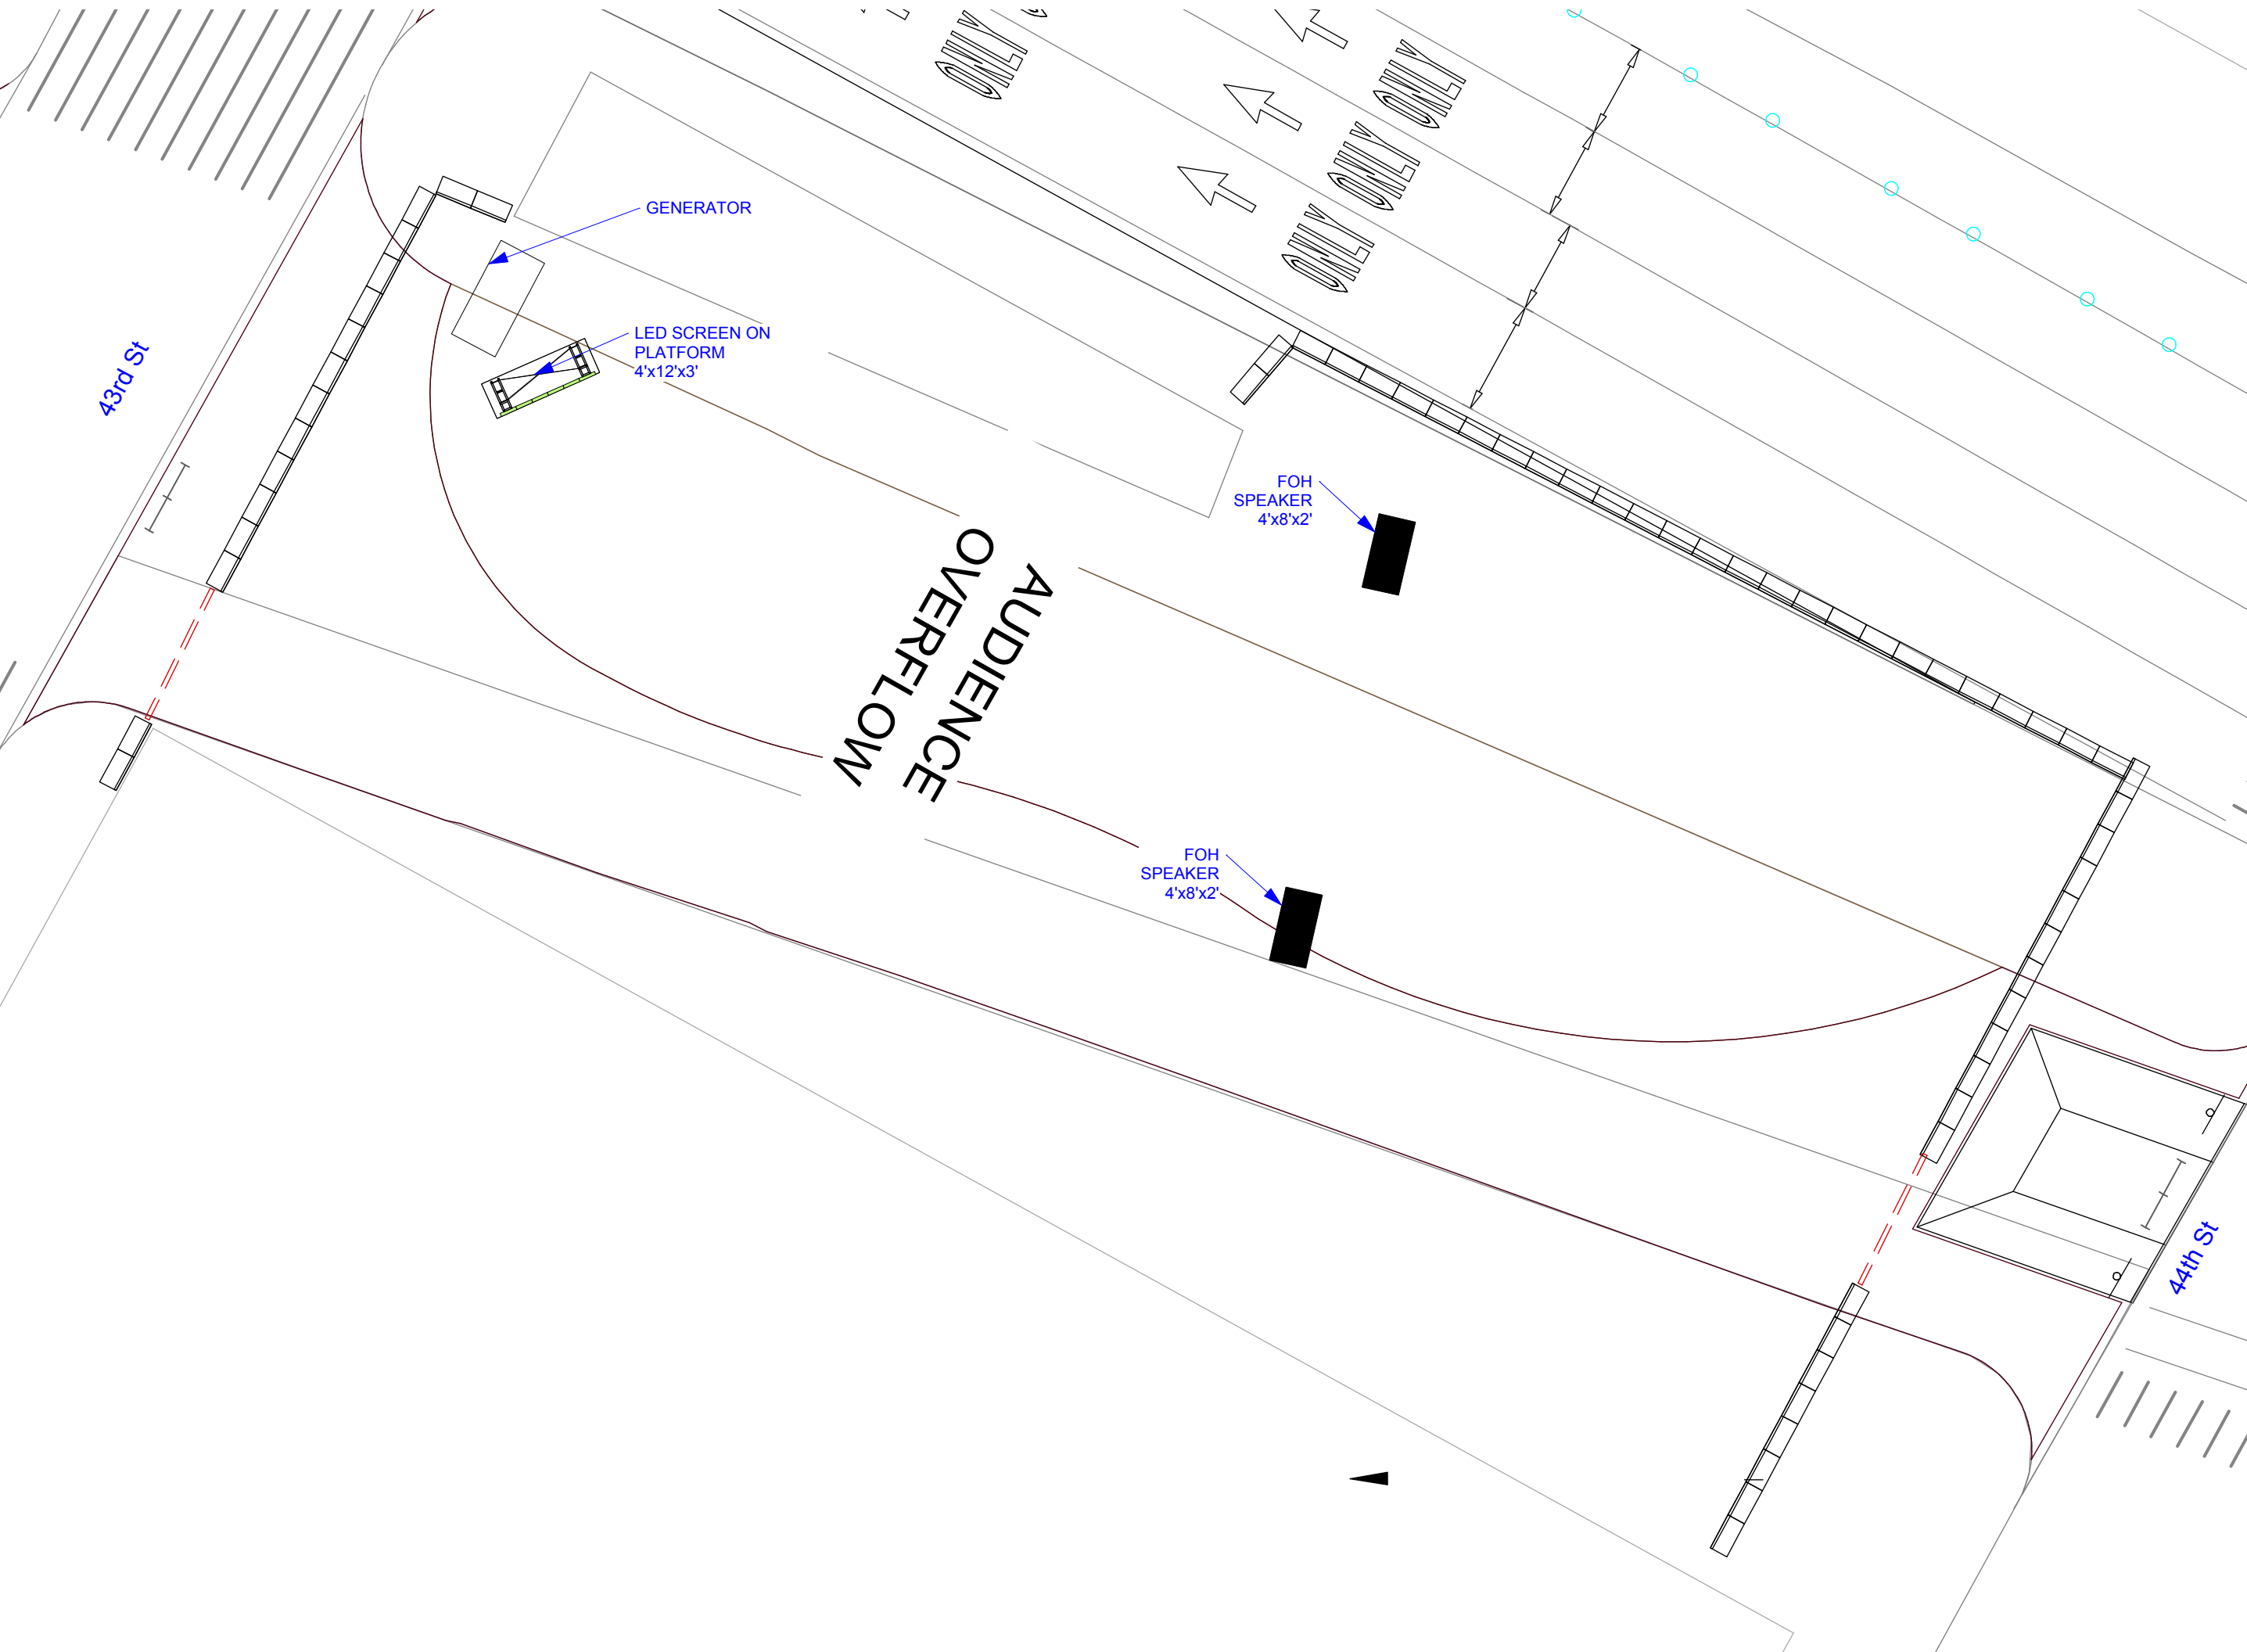 ONLY
ONLY
ONLY
ONLY
GENERATOR
LED SCREEN ON
PLATFORM
4'x12'x3'
43rd St
FOH
SPEAKER
4'x8'x2'
AUDIENCE
OVERFLOW
FOH
SPEAKER
4'x8'x2'
44th St